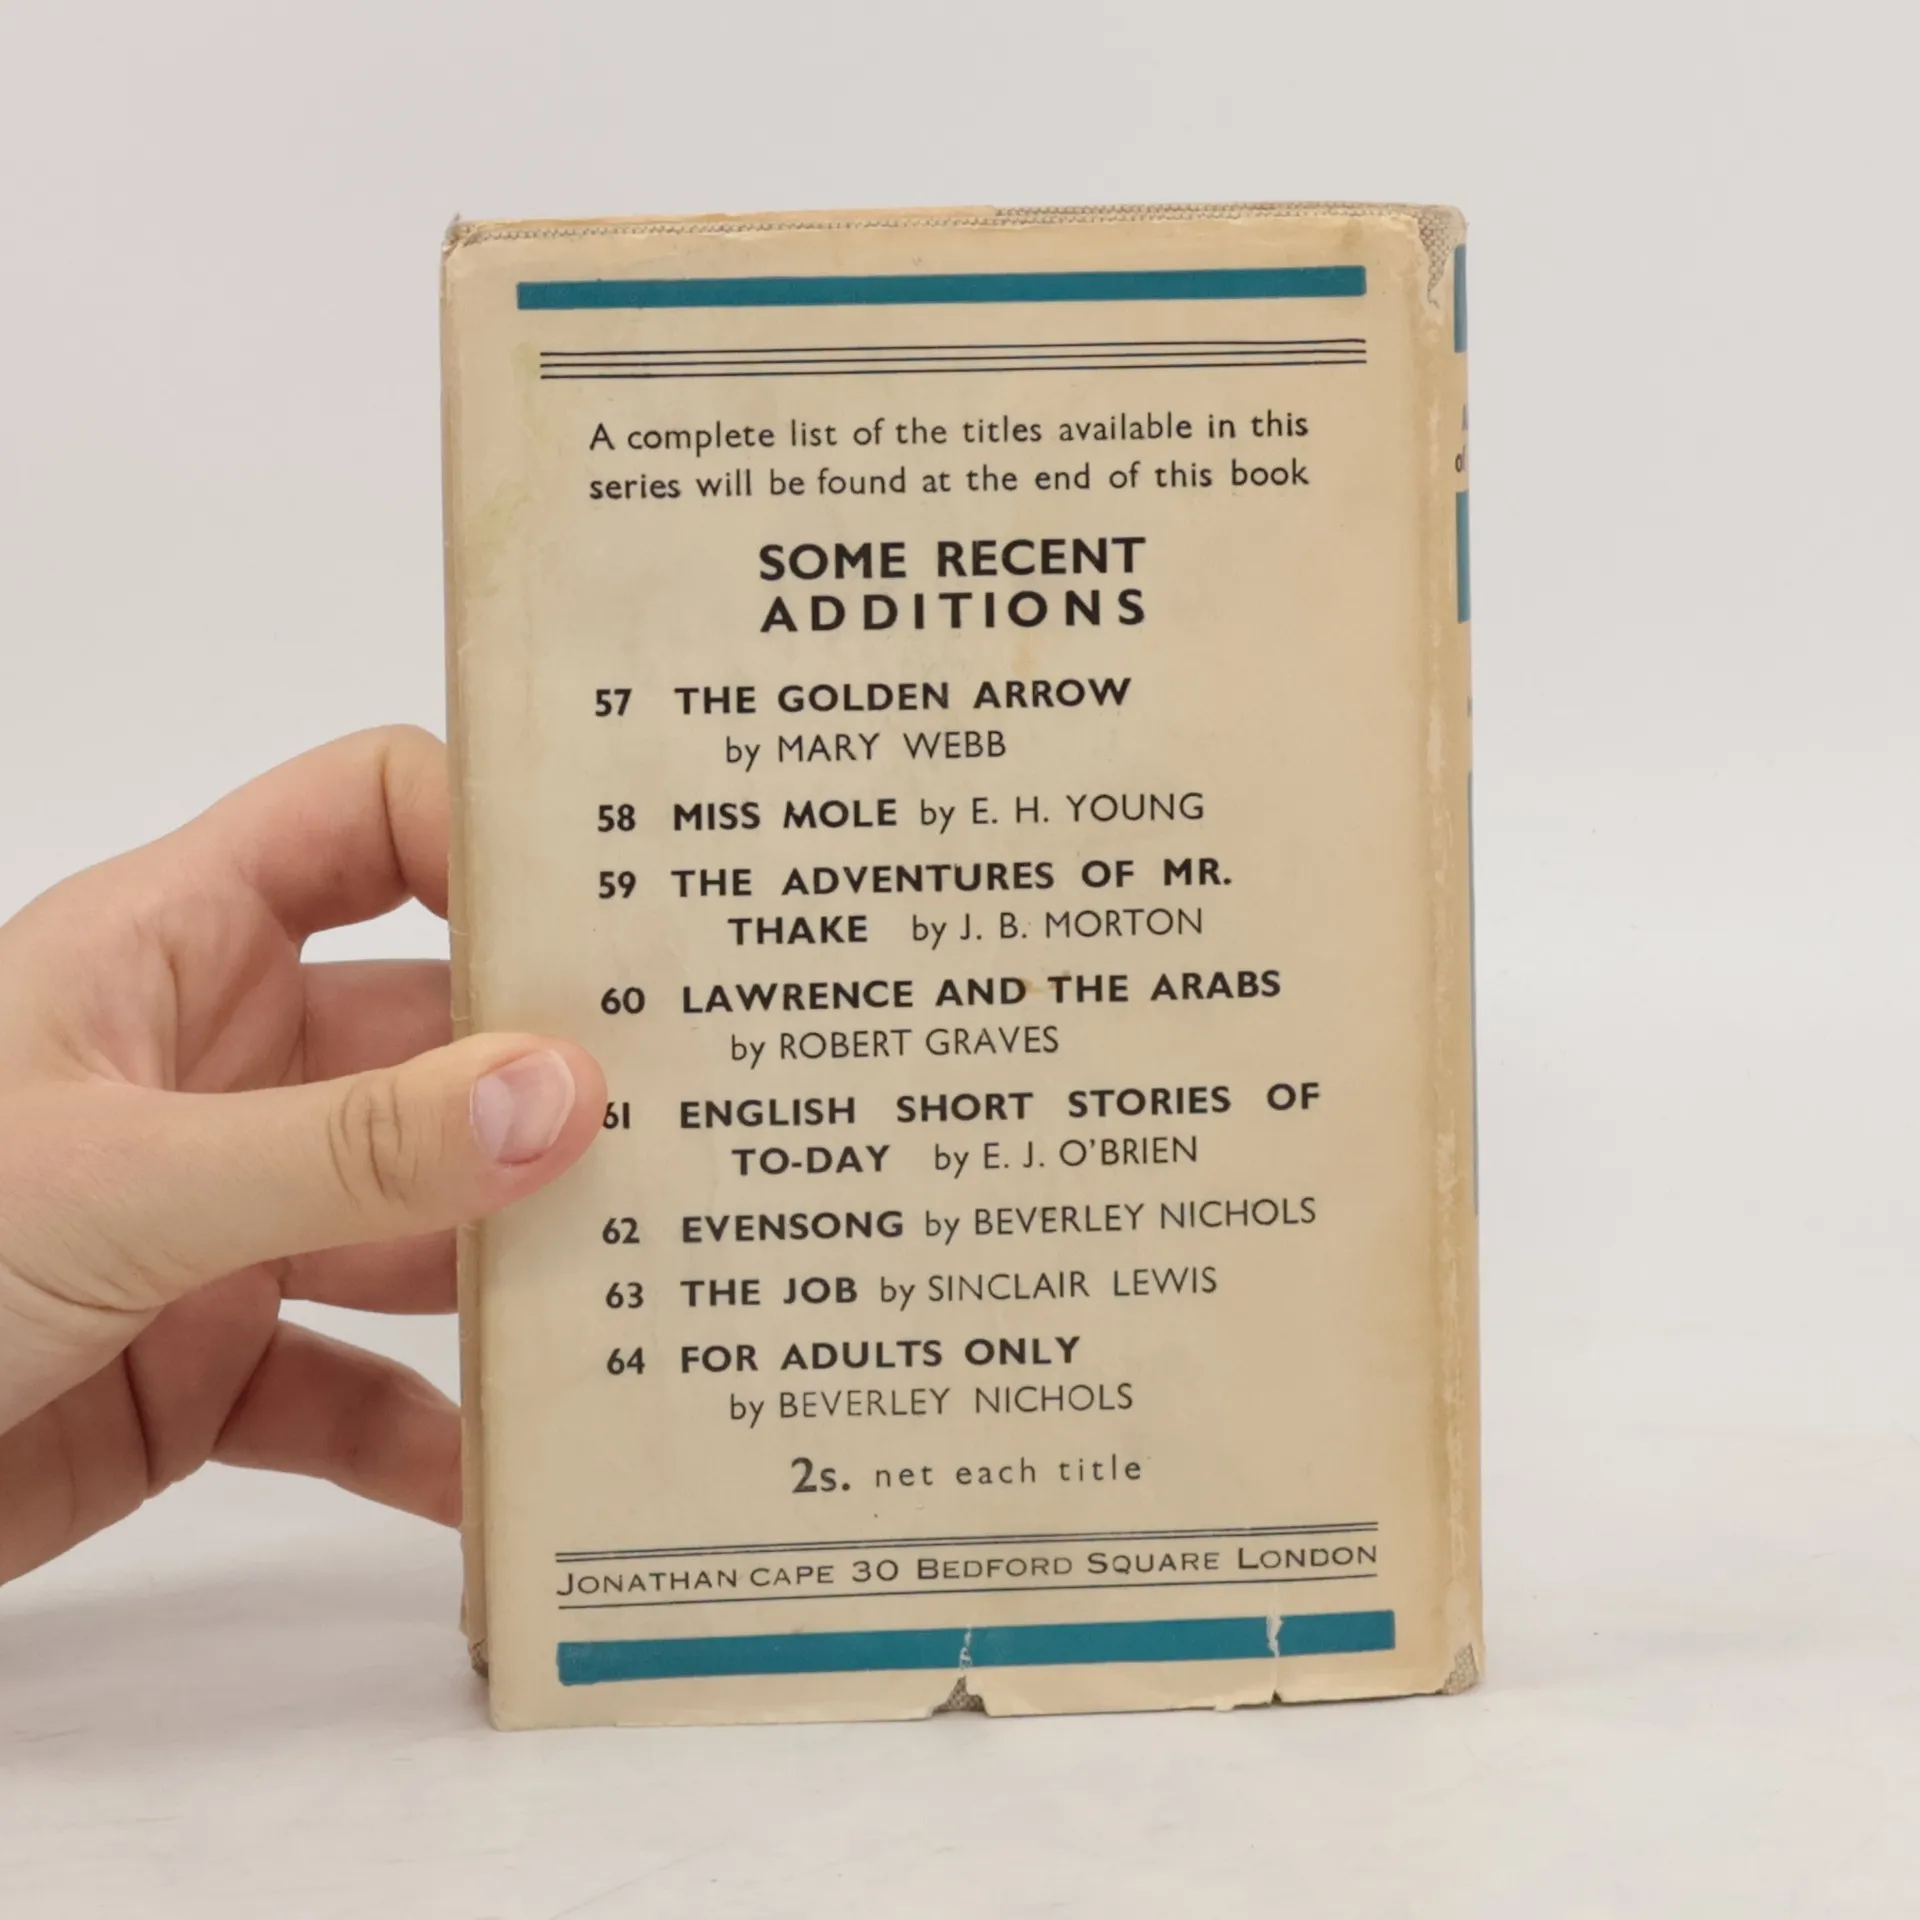 A complete list of the titles available in this
series will be found at the end of this book
SOME RECENT
ADDITIONS
57 THE GOLDEN ARROW
by MARY WEBB
58 MISS MOLE by E. H. YOUNG
59 THE ADVENTURES OF MR.
THAKE by J. B. MORTON
60 LAWRENCE AND THE ARABS
by ROBERT GRAVES
61 ENGLISH SHORT STORIES OF
TO-DAY by E. J. O'BRIEN
62 EVENSONG by BEVERLEY NICHOLS
63 THE JOB by SINCLAIR LEWIS
64 FOR ADULTS ONLY
by BEVERLEY NICHOLS
2s. net each title
JONATHAN CAPE 30 BEDFORD SQUARE LONDON